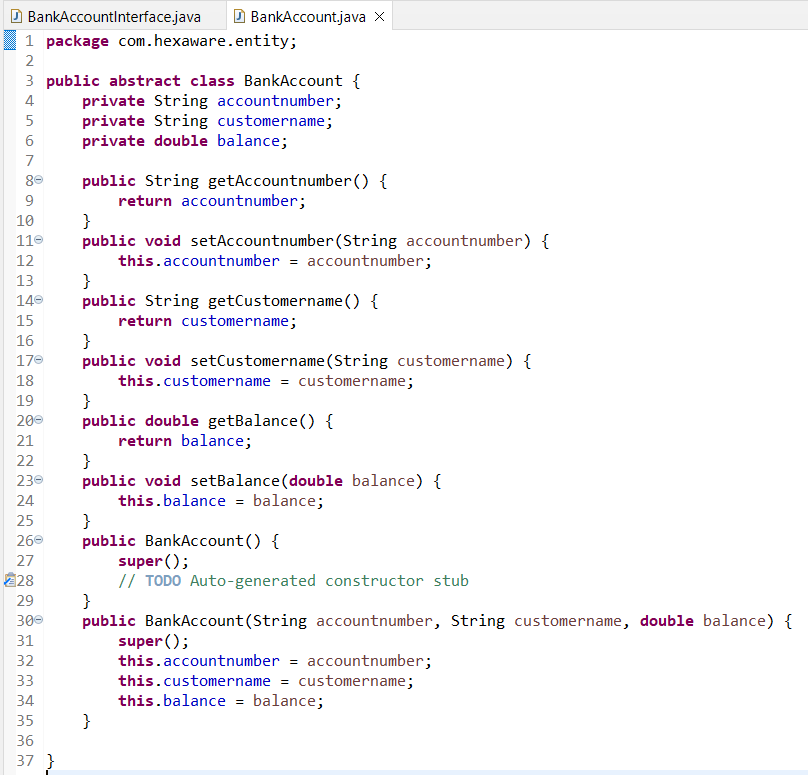 BankAccountInterface.java BankAccount.java
1 package com.hexaware.entity;
2
3 public abstract class BankAccount {
4     private String accountnumber;
5     private String customername;
6     private double balance;
7
8     public String getAccountnumber() {
9         return accountnumber;
10     }
11     public void setAccountnumber(String accountnumber) {
12         this.accountnumber = accountnumber;
13     }
14     public String getCustomername() {
15         return customername;
16     }
17     public void setCustomername(String customername) {
18         this.customername = customername;
19     }
20     public double getBalance() {
21         return balance;
22     }
23     public void setBalance(double balance) {
24         this.balance = balance;
25     }
26     public BankAccount() {
27         super();
28         // TODO Auto-generated constructor stub
29     }
30     public BankAccount(String accountnumber, String customername, double balance) {
31         super();
32         this.accountnumber = accountnumber;
33         this.customername = customername;
34         this.balance = balance;
35     }
36
37 }